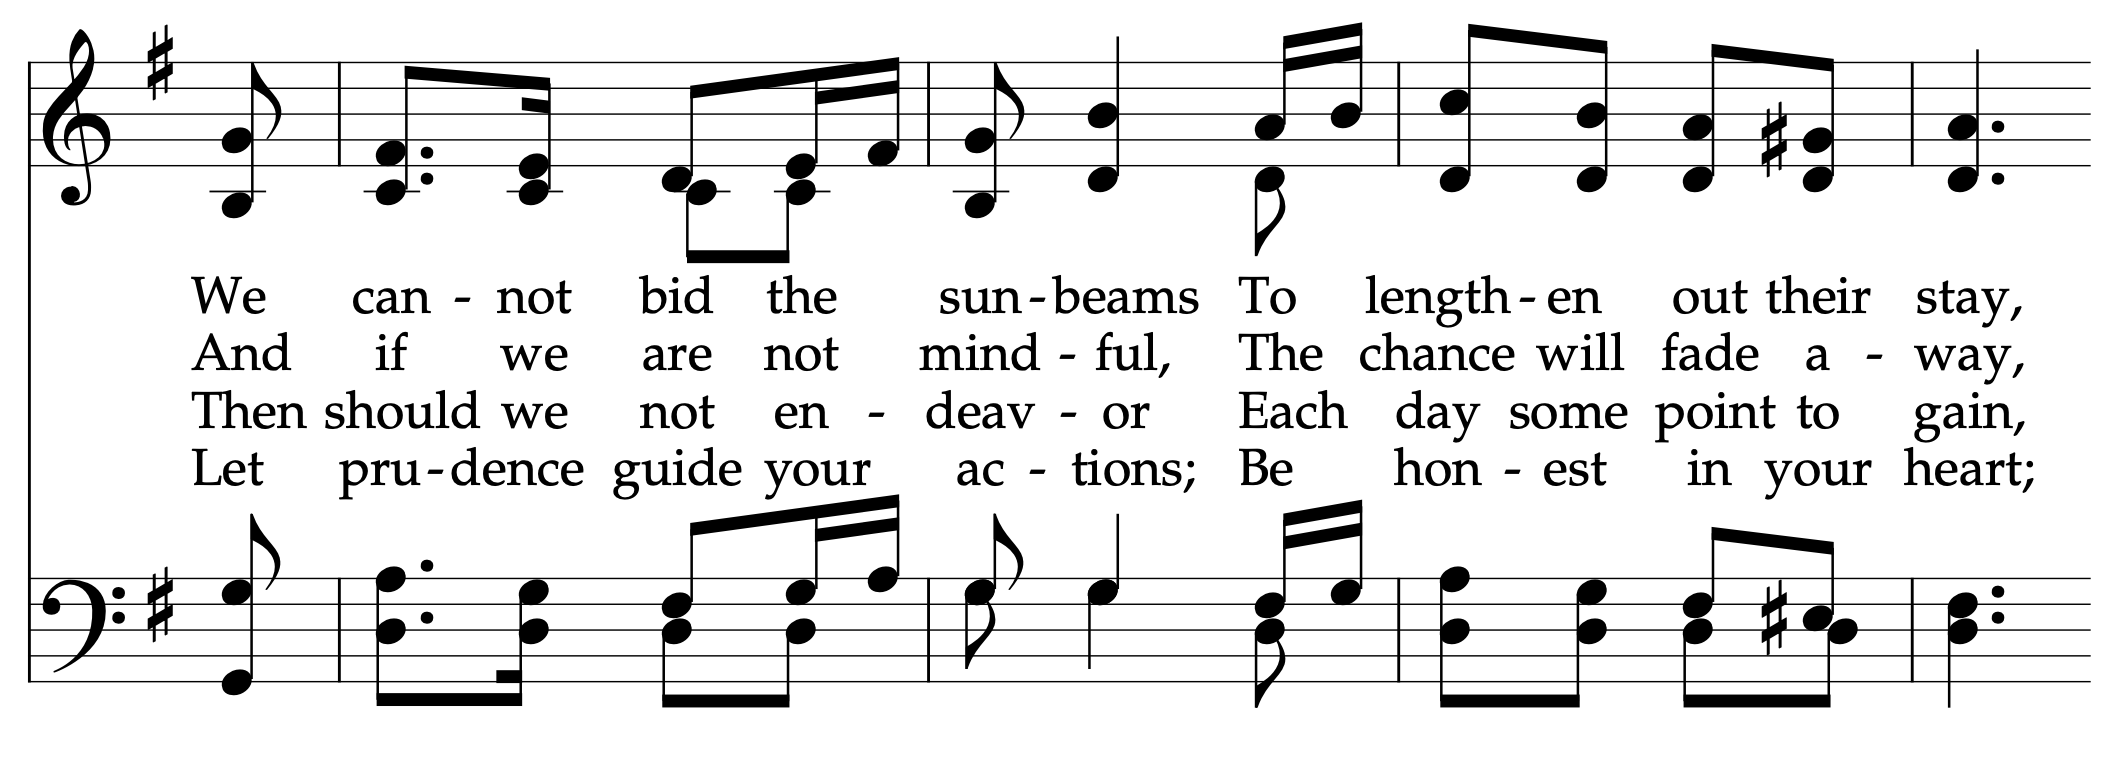 We can - not bid the sun - beams To length - en out their stay,
And if we are not mind - ful, The chance will fade a - way,
Then should we not en - deav - or Each day some point to gain,
Let pru - dence guide your ac - tions; Be hon - est in your heart;